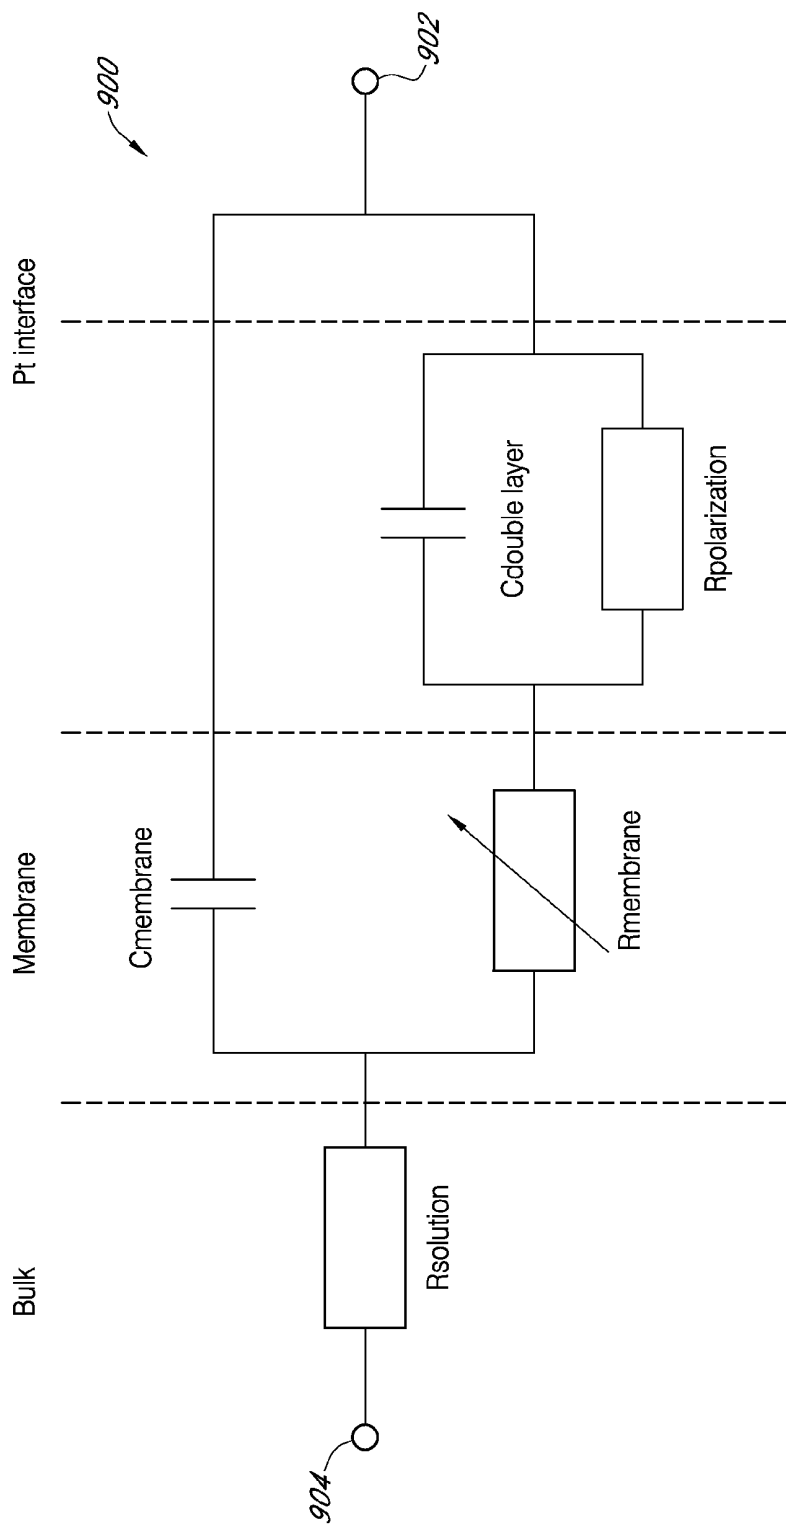 Bulk
Membrane
Pt interface
900
902
904
Cmembrane
Rsolution
Rmembrane
Cdouble layer
Rpolarization